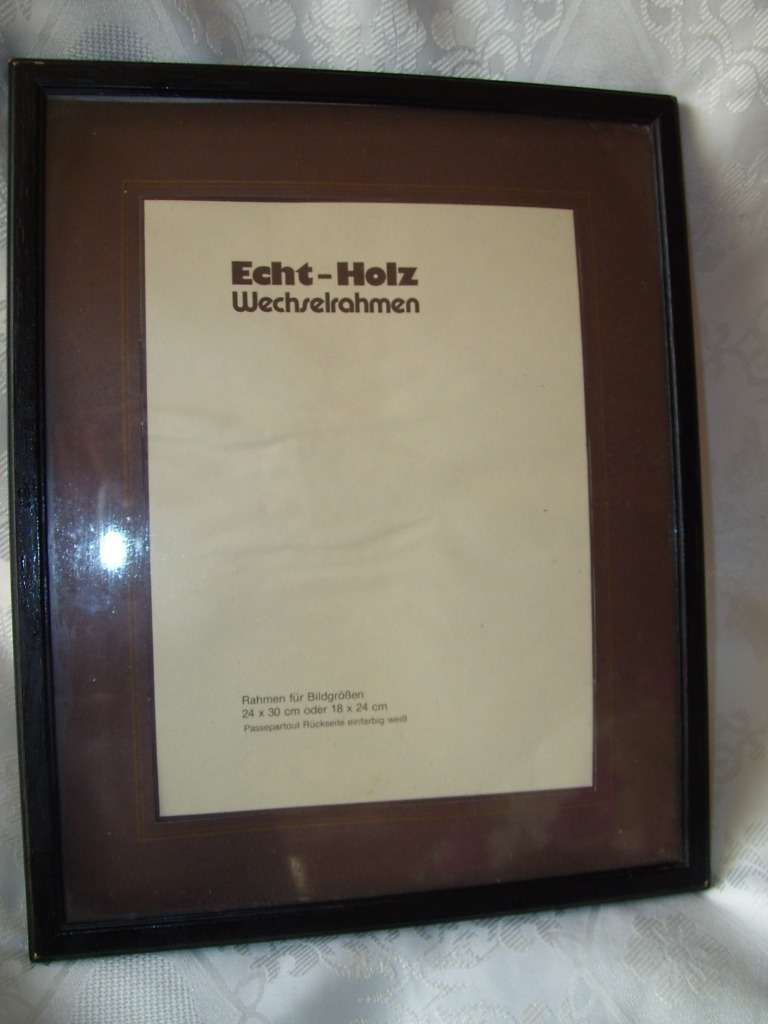 Echt-Holz
Wechselrahmen
Rahmen für Bildgrößen
24 x 30 cm oder 18 x 24 cm
Passepartout Rückseite einfarbig weiß